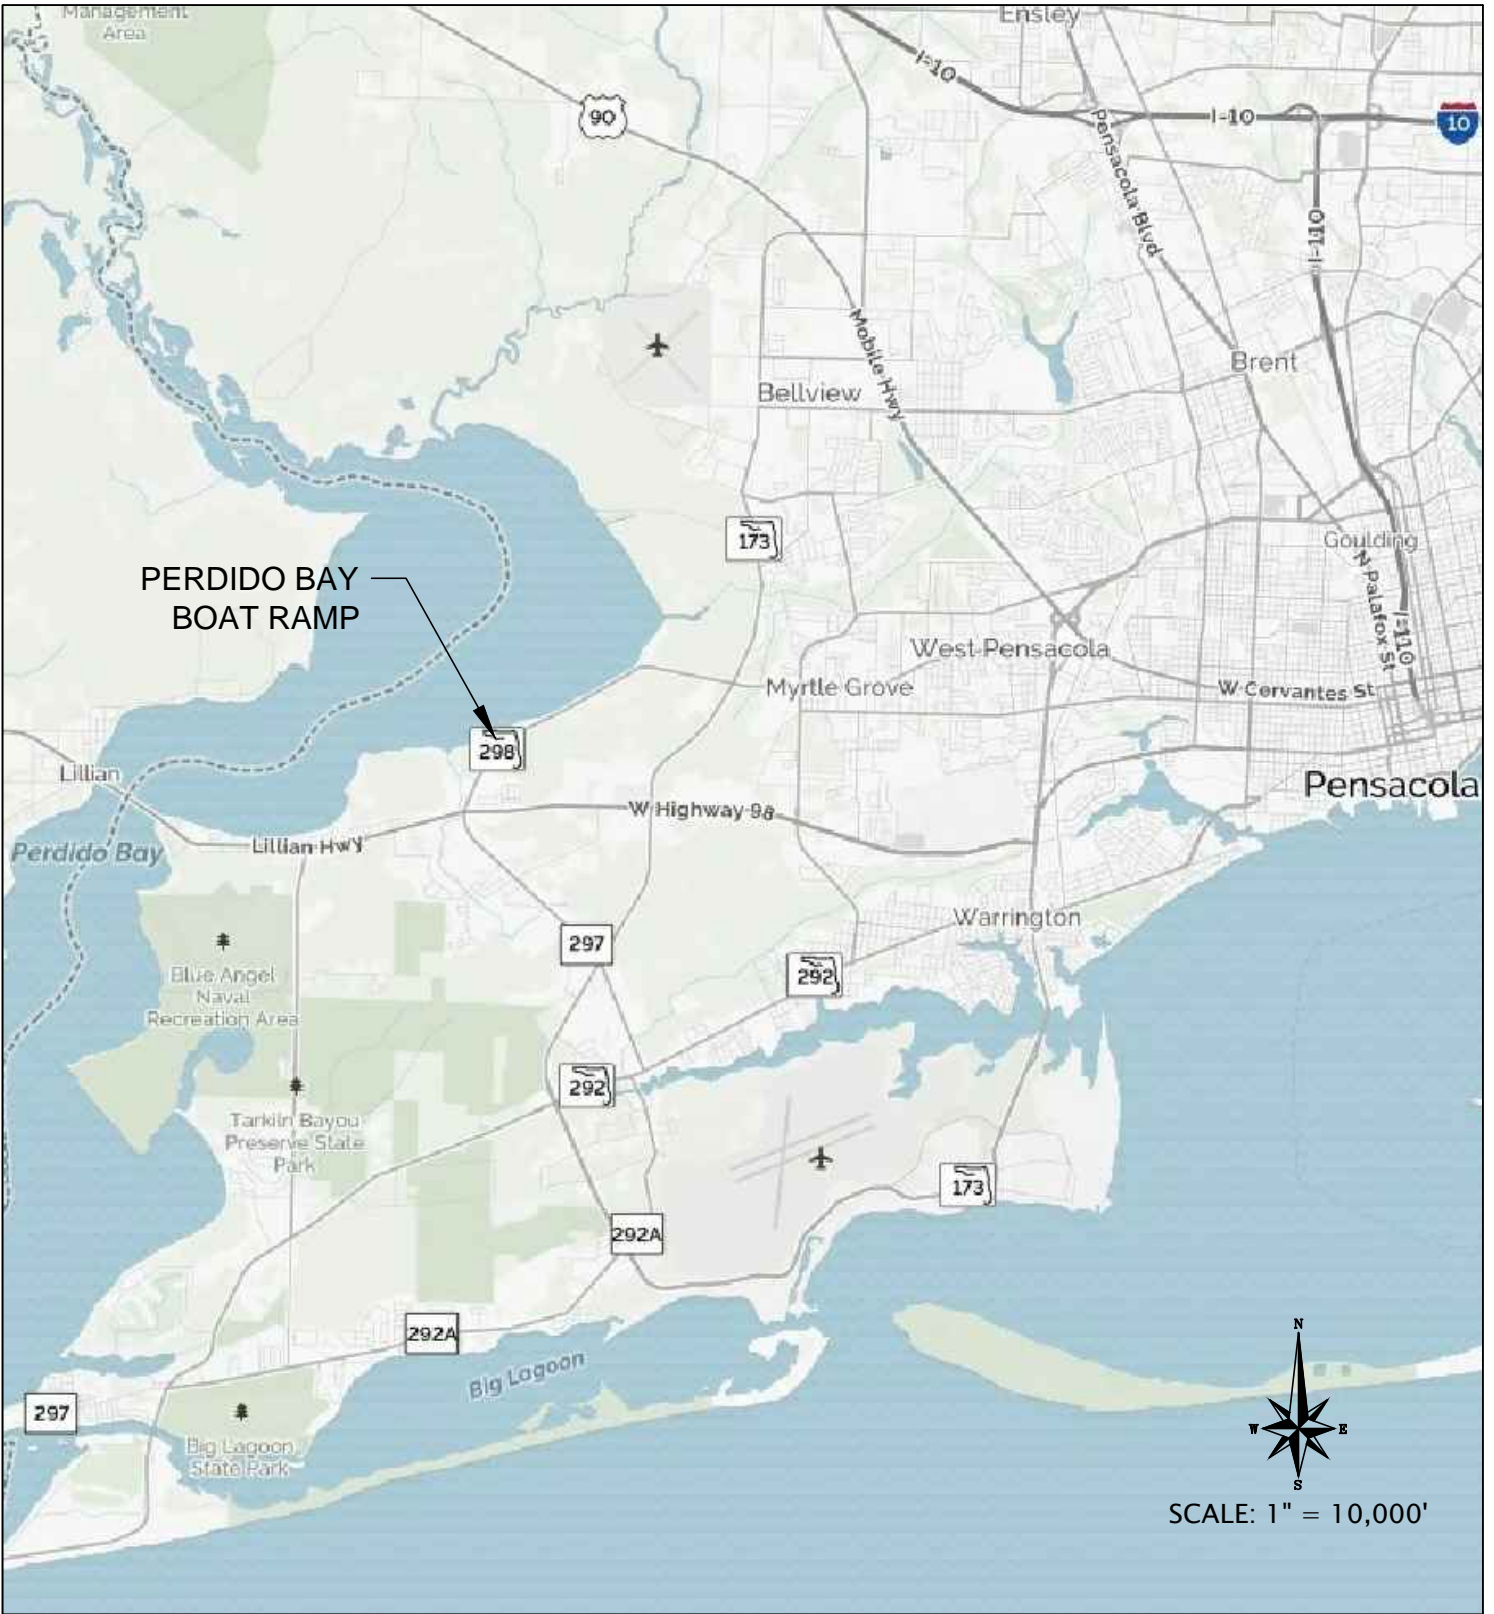 Management
Area
Ensley
I-10
90
I-10
10
Pensacola Blvd
I-110
Mobile Hwy
Brent
Bellview
173
Goulding
N Palafox St
I-110
PERDIDO BAY
BOAT RAMP
West Pensacola
Myrtle Grove
W Cervantes St
298
Lillian
Pensacola
W Highway 98
Lillian Hwy
Perdido Bay
Warrington
297
292
Blue Angel
Naval
Recreation Area
292
Tarkiln Bayou
Preserve State
Park
173
292A
292A
Big Lagoon
297
Big Lagoon
State Park
N
W
E
S
SCALE: 1" = 10,000'